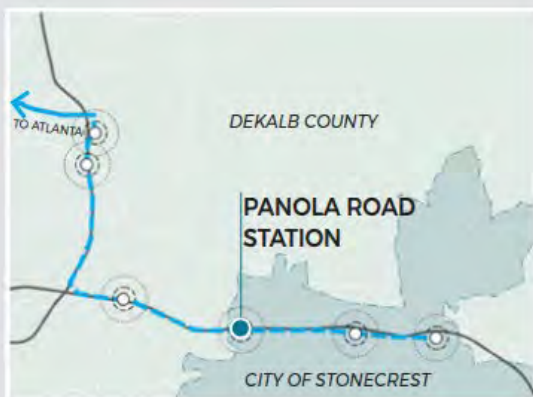 TO ATLANTA
DEKALB COUNTY
PANOLA ROAD
STATION
CITY OF STONECREST